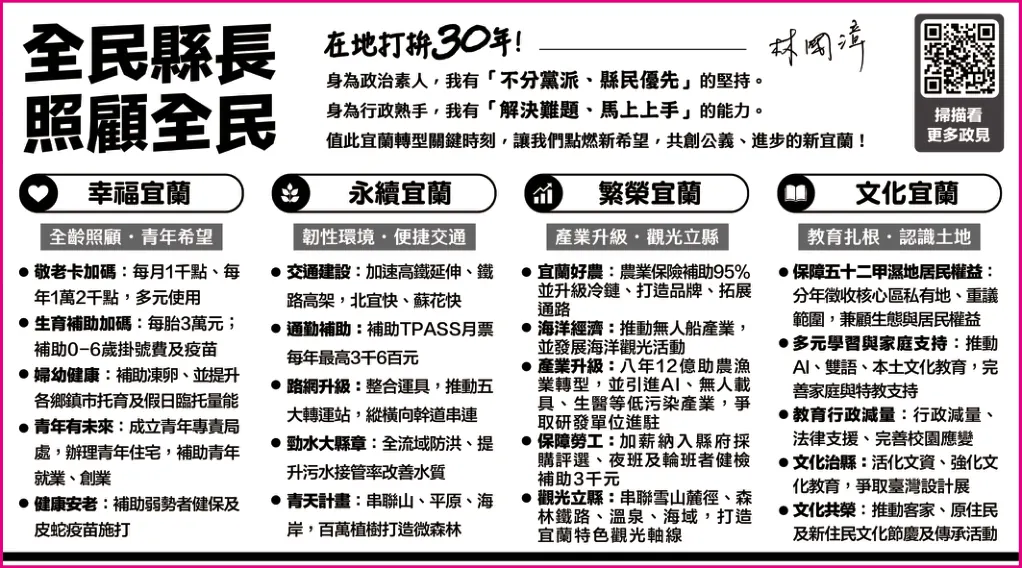 全民縣長
照顧全民
在地打拚30年!
林國漳
身為政治素人，我有「不分黨派、縣民優先」的堅持。
身為行政熟手，我有「解決難題、馬上上手」的能力。
值此宜蘭轉型關鍵時刻，讓我們點燃新希望，共創公義、進步的新宜蘭！
掃描看
更多政見
幸福宜蘭
全齡照顧・青年希望
● 敬老卡加碼：每月1千點、每
年1萬2千點，多元使用
● 生育補助加碼：每胎3萬元；
補助0-6歲掛號費及疫苗
● 婦幼健康：補助凍卵、並提升
各鄉鎮市托育及假日臨托量能
● 青年有未來：成立青年專責局
處，辦理青年住宅，補助青年
就業、創業
● 健康安老：補助弱勢者健保及
皮蛇疫苗施打
永續宜蘭
韌性環境・便捷交通
● 交通建設：加速高鐵延伸、鐵
路高架，北宜快、蘇花快
● 通勤補助：補助TPASS月票
每年最高3千6百元
● 路網升級：整合運具，推動五
大轉運站，縱橫向幹道串連
● 勁水大縣章：全流域防洪、提
升污水接管率改善水質
● 青天計畫：串聯山、平原、海
岸，百萬植樹打造微森林
繁榮宜蘭
產業升級・觀光立縣
● 宜蘭好農：農業保險補助95%
並升級冷鏈、打造品牌、拓展
通路
● 海洋經濟：推動無人船產業，
並發展海洋觀光活動
● 產業升級：八年12億助農漁
業轉型，並引進AI、無人載
具、生醫等低污染產業，爭
取研發單位進駐
● 保障勞工：加薪納入縣府採
購評選、夜班及輪班者健檢
補助3千元
● 觀光立縣：串聯雪山麓徑、森
林鐵路、溫泉、海域，打造
宜蘭特色觀光軸線
文化宜蘭
教育扎根・認識土地
● 保障五十二甲濕地居民權益：
分年徵收核心區私有地、重議
範圍，兼顧生態與居民權益
● 多元學習與家庭支持：推動
AI、雙語、本土文化教育，完
善家庭與特教支持
● 教育行政減量：行政減量、
法律支援、完善校園應變
● 文化治縣：活化文資、強化文
化教育，爭取臺灣設計展
● 文化共榮：推動客家、原住民
及新住民文化節慶及傳承活動